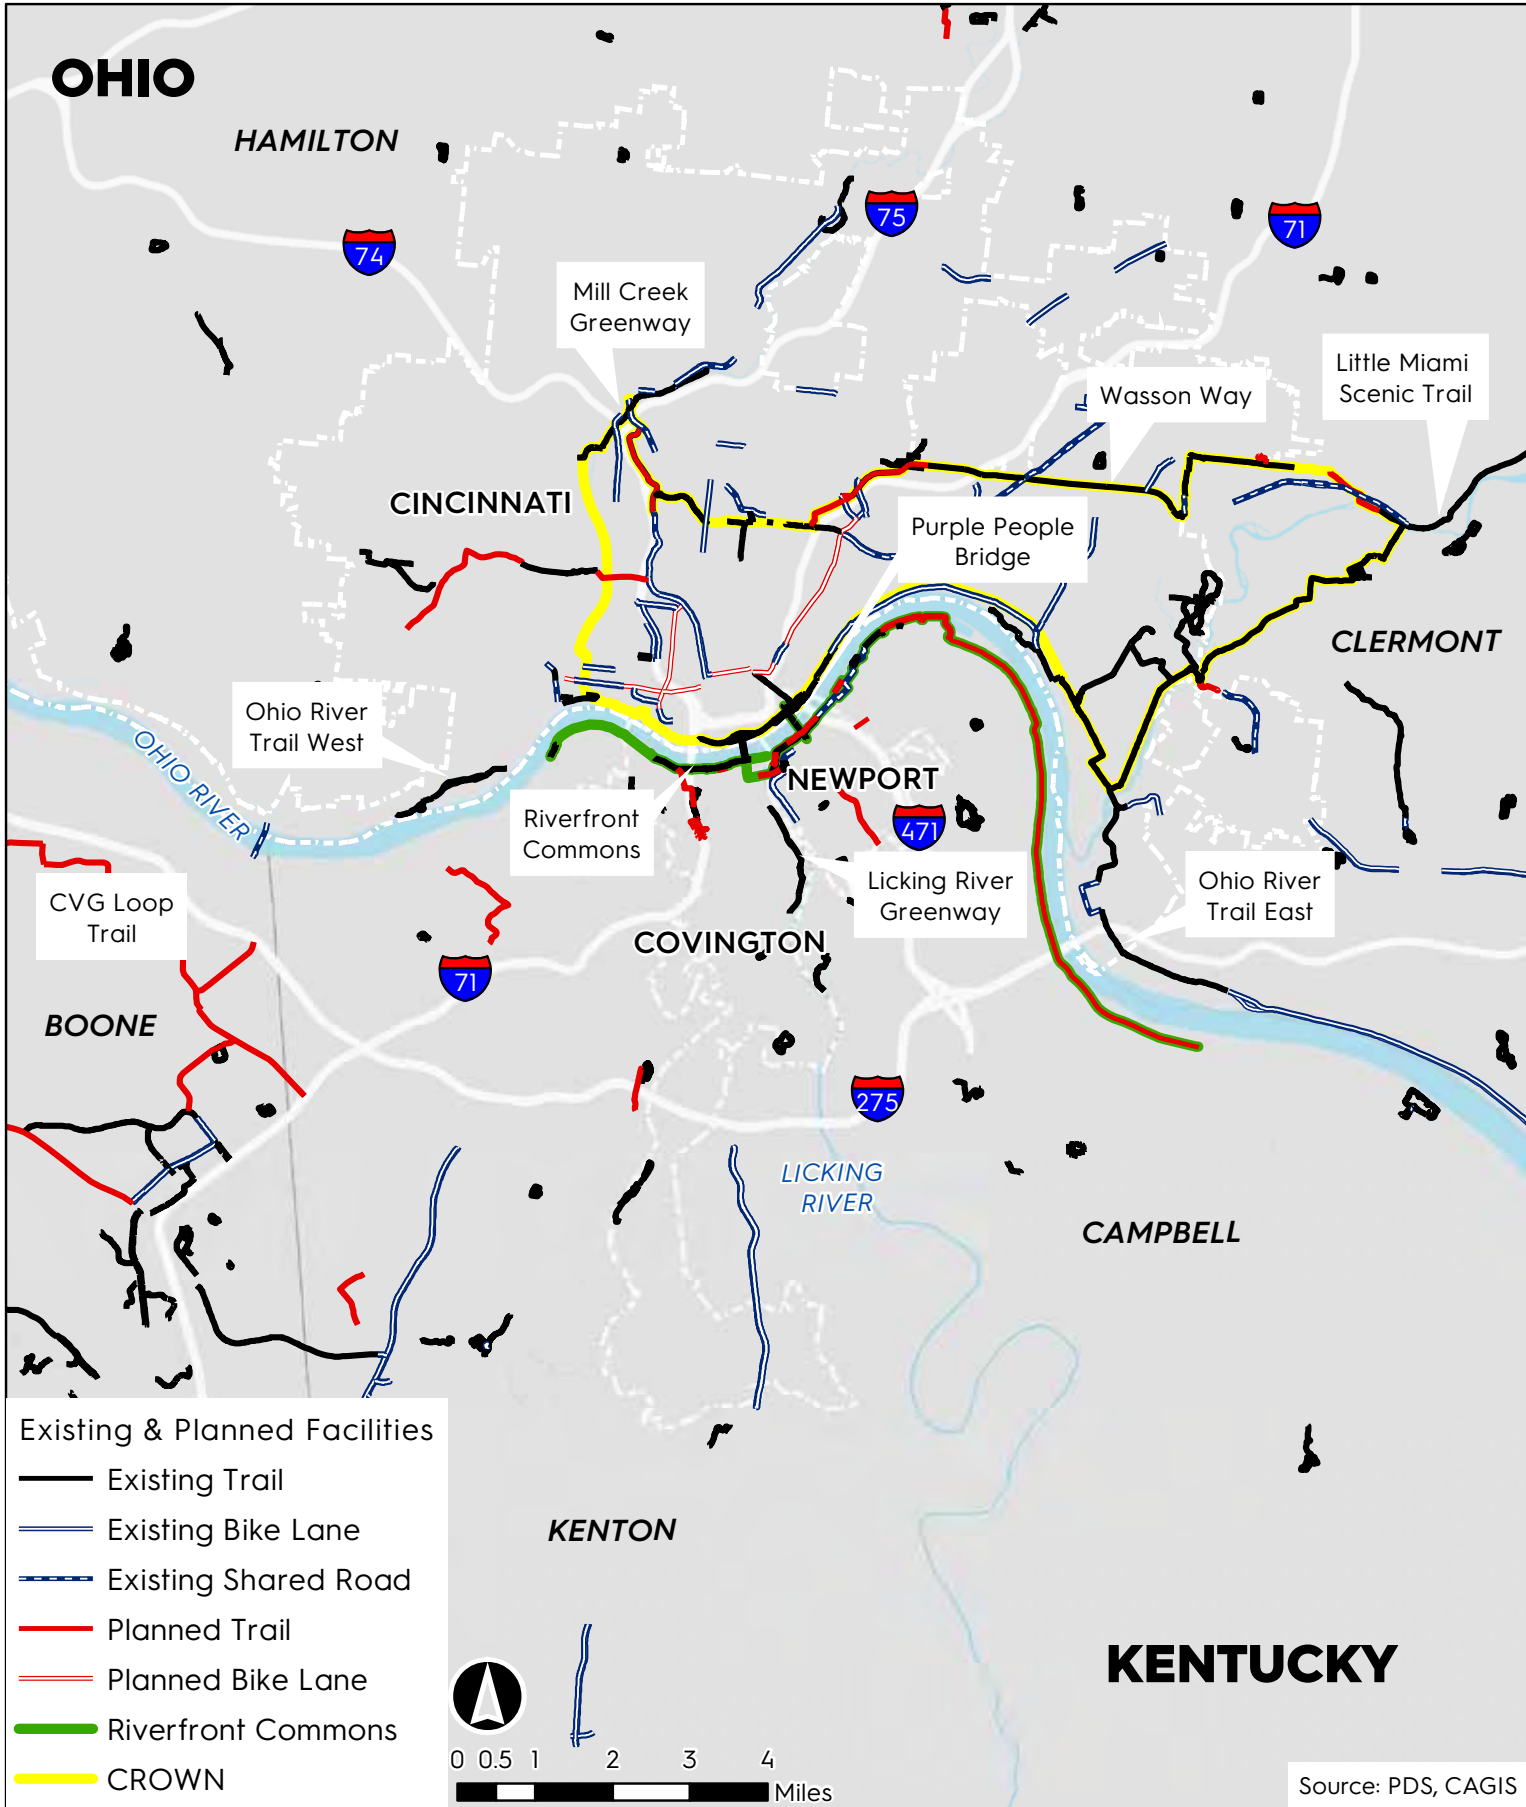 OHIO
HAMILTON
75
71
74
Mill Creek
Greenway
Little Miami
Scenic Trail
Wasson Way
CINCINNATI
Purple People
Bridge
CLERMONT
Ohio River
Trail West
OHIO RIVER
NEWPORT
Riverfront
Commons
471
Licking River
Greenway
Ohio River
Trail East
CVG Loop
Trail
COVINGTON
71
BOONE
275
LICKING
RIVER
CAMPBELL
Existing & Planned Facilities
Existing Trail
Existing Bike Lane
Existing Shared Road
Planned Trail
Planned Bike Lane
Riverfront Commons
CROWN
KENTON
KENTUCKY
0 0.5 1 2 3 4
Miles
Source: PDS, CAGIS